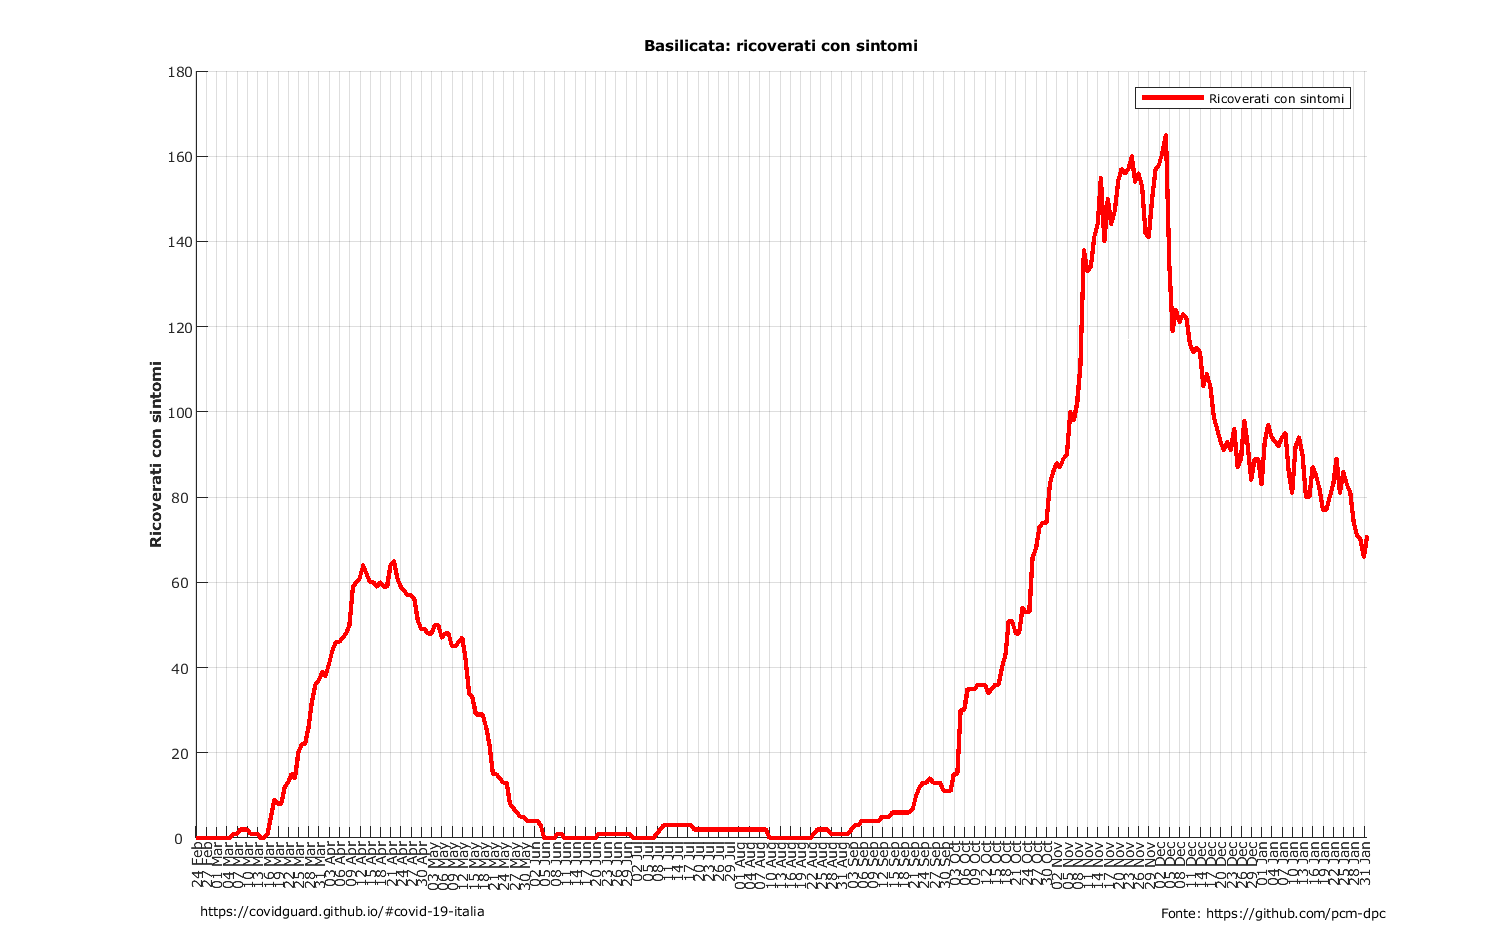 Basilicata: ricoverati con sintomi
Ricoverati con sintomi
180
160
140
120
100
80
60
40
20
0
Ricoverati con sintomi
24 Feb
27 Feb
01 Mar
04 Mar
07 Mar
10 Mar
13 Mar
16 Mar
19 Mar
22 Mar
25 Mar
28 Mar
31 Mar
03 Apr
06 Apr
09 Apr
12 Apr
15 Apr
18 Apr
21 Apr
24 Apr
27 Apr
30 Apr
03 May
06 May
09 May
12 May
15 May
18 May
21 May
24 May
27 May
30 May
02 Jun
05 Jun
08 Jun
11 Jun
14 Jun
17 Jun
20 Jun
23 Jun
26 Jun
29 Jun
02 Jul
05 Jul
08 Jul
11 Jul
14 Jul
17 Jul
20 Jul
23 Jul
26 Jul
29 Jul
01 Aug
04 Aug
07 Aug
10 Aug
13 Aug
16 Aug
19 Aug
22 Aug
25 Aug
28 Aug
31 Aug
03 Sep
06 Sep
09 Sep
12 Sep
15 Sep
18 Sep
21 Sep
24 Sep
27 Sep
30 Sep
03 Oct
06 Oct
09 Oct
12 Oct
15 Oct
18 Oct
21 Oct
24 Oct
27 Oct
30 Oct
02 Nov
05 Nov
08 Nov
11 Nov
14 Nov
17 Nov
20 Nov
23 Nov
26 Nov
29 Nov
02 Dec
05 Dec
08 Dec
11 Dec
14 Dec
17 Dec
20 Dec
23 Dec
26 Dec
29 Dec
01 Jan
04 Jan
07 Jan
10 Jan
13 Jan
16 Jan
19 Jan
22 Jan
25 Jan
28 Jan
31 Jan
https://covidguard.github.io/#covid-19-italia
Fonte: https://github.com/pcm-dpc